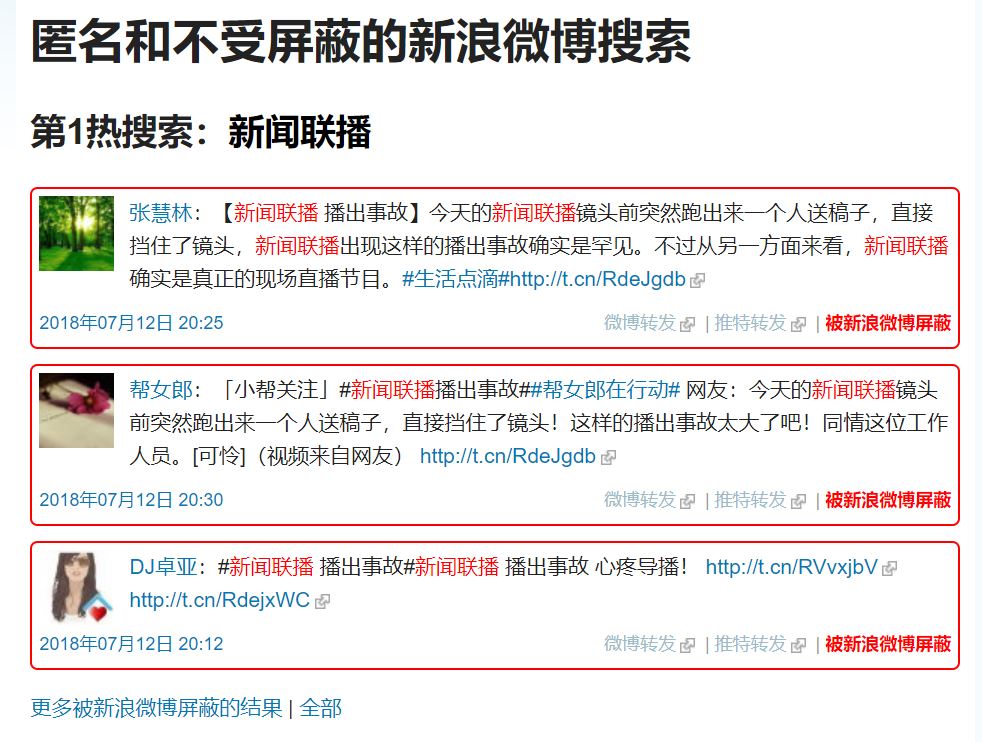 匿名和不受屏蔽的新浪微博搜索
第1热搜索：新闻联播
张慧林：【新闻联播 播出事故】今天的新闻联播镜头前突然跑出来一个人送稿子，直接
挡住了镜头，新闻联播出现这样的播出事故确实是罕见。不过从另一方面来看，新闻联播
确实是真正的现场直播节目。#生活点滴#http://t.cn/RdeJgdb
2018年07月12日 20:25 微博转发 | 推特转发 | 被新浪微博屏蔽
帮女郎：「小帮关注」#新闻联播播出事故##帮女郎在行动# 网友：今天的新闻联播镜头
前突然跑出来一个人送稿子，直接挡住了镜头！这样的播出事故太大了吧！同情这位工作
人员。[可怜]（视频来自网友） http://t.cn/RdeJgdb
2018年07月12日 20:30 微博转发 | 推特转发 | 被新浪微博屏蔽
DJ卓亚：#新闻联播 播出事故#新闻联播 播出事故 心疼导播！ http://t.cn/RVvxjbV
http://t.cn/RdejxWC
2018年07月12日 20:12 微博转发 | 推特转发 | 被新浪微博屏蔽
更多被新浪微博屏蔽的结果 | 全部